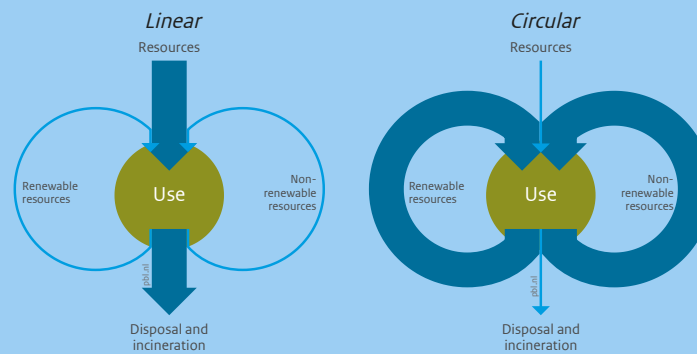 Linear
Resources
Renewable
resources
Use
Non-
renewable
resources
pbl.nl
Disposal and
incineration
Circular
Resources
Renewable
resources
Use
Non-
renewable
resources
pbl.nl
Disposal and
incineration